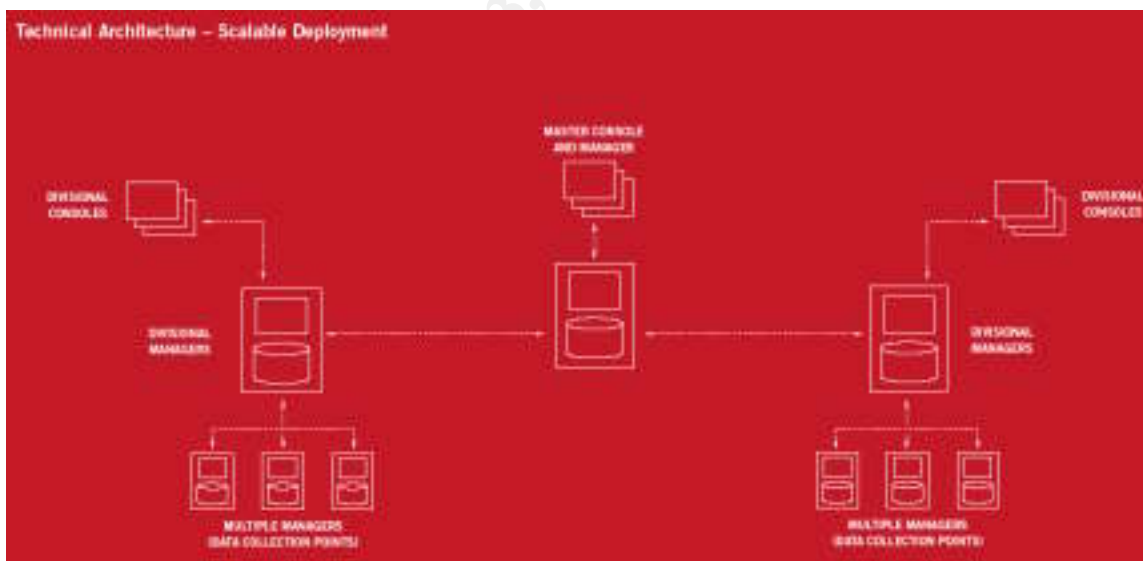 Technical Architecture – Scalable Deployment
MASTER CONSOLE
AND MANAGER
DIVISIONAL
CONSOLES
DIVISIONAL
CONSOLES
DIVISIONAL
MANAGERS
DIVISIONAL
MANAGERS
MULTIPLE MANAGERS
(DATA COLLECTION POINTS)
MULTIPLE MANAGERS
(DATA COLLECTION POINTS)